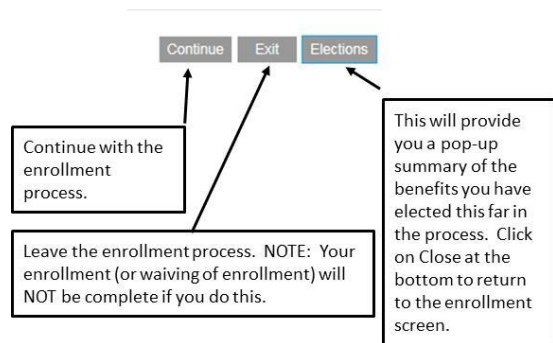 Continue Exit Elections
Continue with the
enrollment
process.
Leave the enrollment process. NOTE: Your
enrollment (or waiving of enrollment) will
NOT be complete if you do this.
This will provide
you a pop-up
summary of the
benefits you have
elected this far in
the process. Click
on Close at the
bottom to return
to the enrollment
screen.